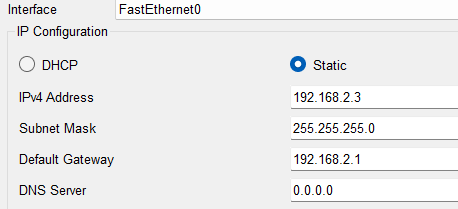 Interface FastEthernet0
IP Configuration
DHCP Static
IPv4 Address 192.168.2.3
Subnet Mask 255.255.255.0
Default Gateway 192.168.2.1
DNS Server 0.0.0.0